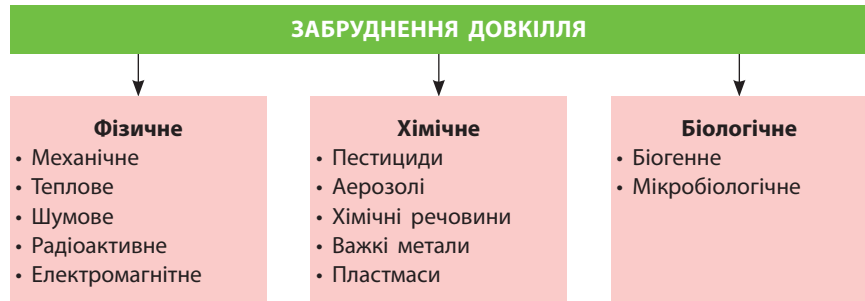 ЗАБРУДНЕННЯ ДОВКІЛЛЯ
Фізичне
• Механічне
• Теплове
• Шумове
• Радіоактивне
• Електромагнітне
Хімічне
• Пестициди
• Аерозолі
• Хімічні речовини
• Важкі метали
• Пластмаси
Біологічне
• Біогенне
• Мікробіологічне